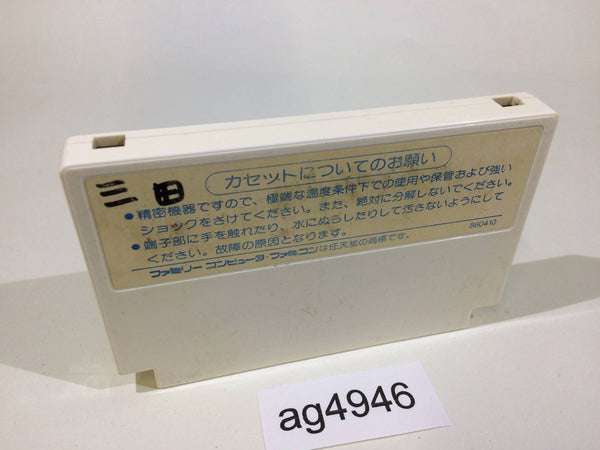 三田
カセットについてのお願い
●精密機器ですので、極端な温度条件下での使用や保管および強い
ショックをさけてください。また、絶対に分解しないでください。
●端子部に手を触れたり、水にぬらしたりして汚さないようにして
ください。故障の原因となります。
B60410
ファミリーコンピュータ・ファミコンは任天堂の商標です。
ag4946